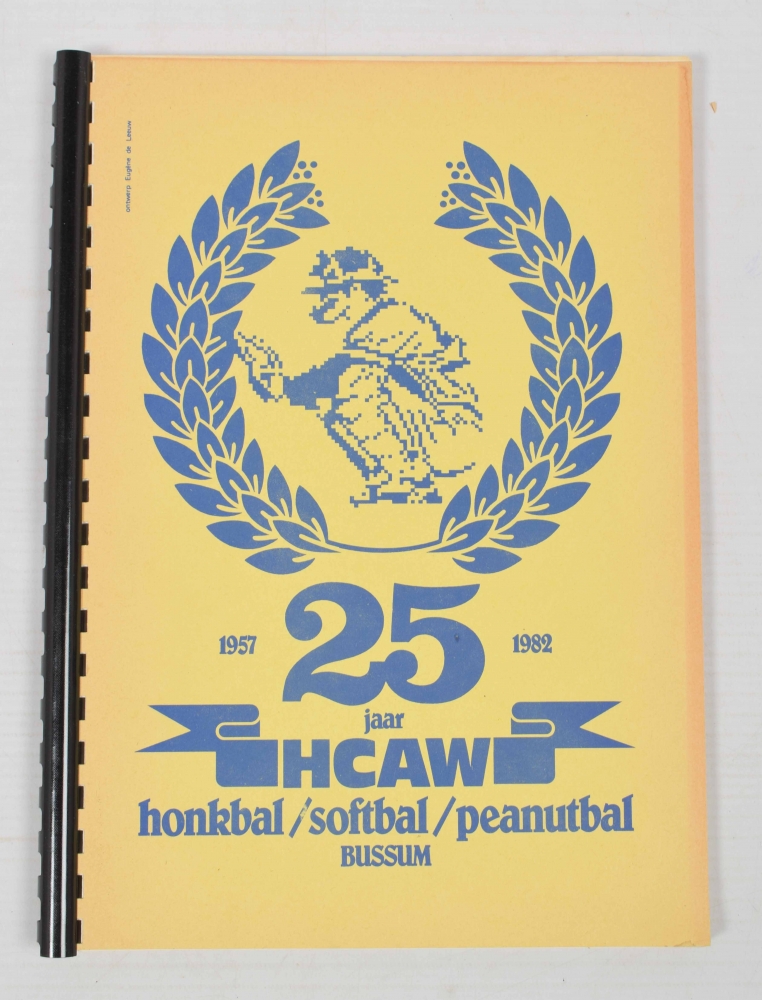 ontwerp Eugène de Leeuw
1957 25 1982
jaar
HCAW
honkbal/softbal/peanutbal
BUSSUM